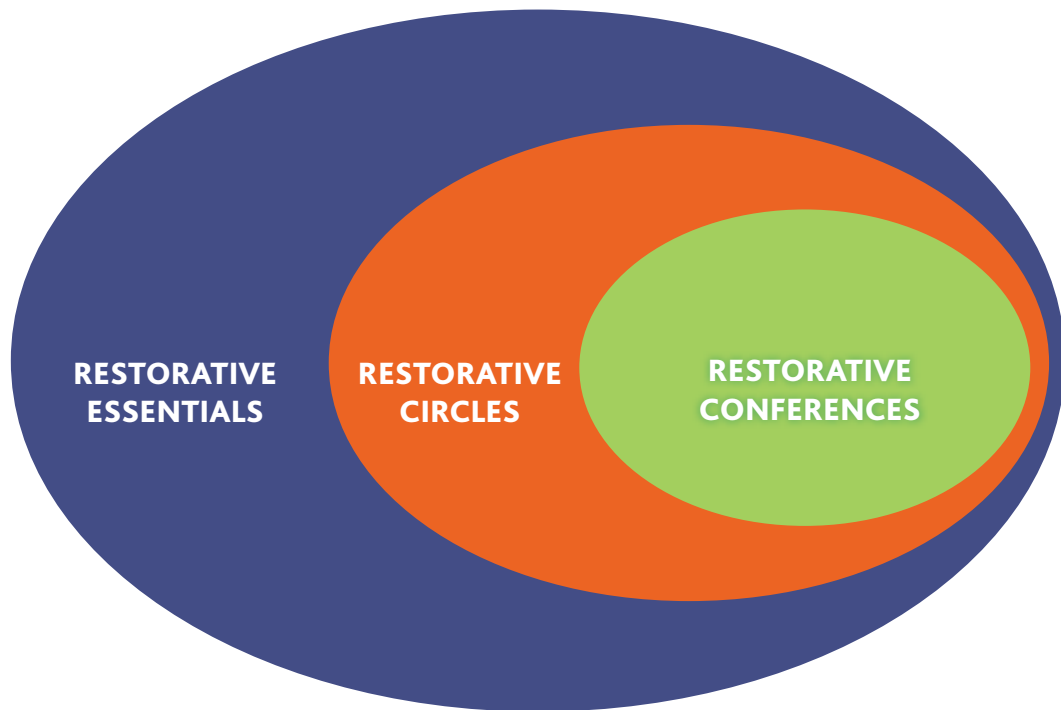 RESTORATIVE
ESSENTIALS
RESTORATIVE
CIRCLES
RESTORATIVE
CONFERENCES